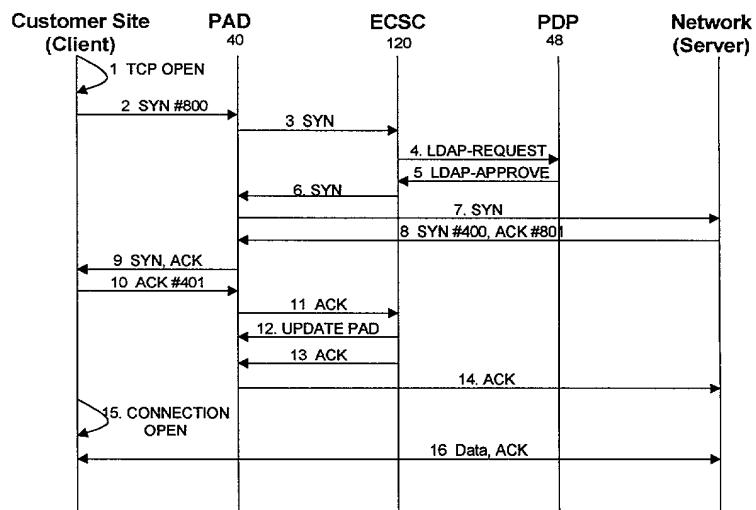 Customer Site PAD ECSC PDP Network
(Client) 40 120 48 (Server)
1 TCP OPEN
2 SYN #800
3 SYN
4. LDAP-REQUEST
5 LDAP-APPROVE
6. SYN
7. SYN
8 SYN #400, ACK #801
9 SYN, ACK
10 ACK #401
11 ACK
12. UPDATE PAD
13 ACK
14. ACK
15. CONNECTION
OPEN
16 Data, ACK